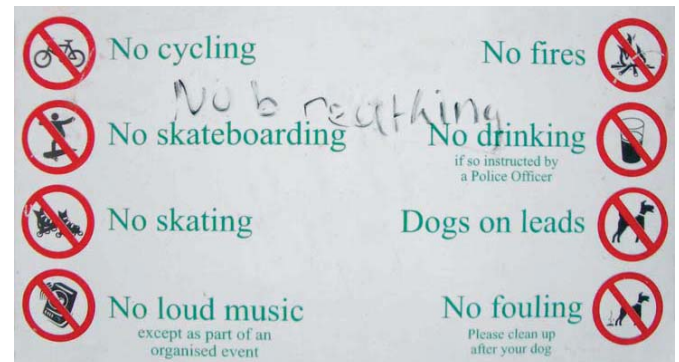 No cycling
No fires
No breathing
No skateboarding
No drinking
if so instructed by
a Police Officer
No skating
Dogs on leads
No loud music
except as part of an
organised event
No fouling
Please clean up
after your dog